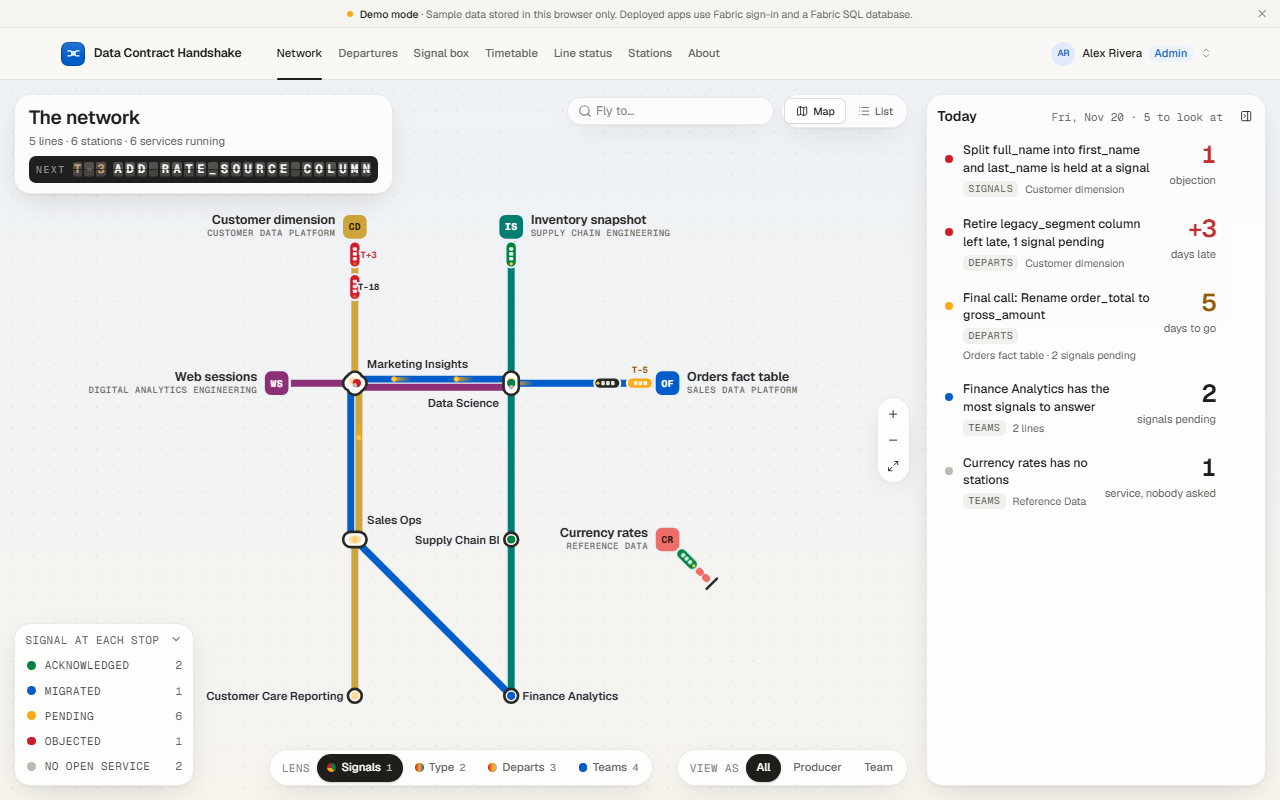 Demo mode · Sample data stored in this browser only. Deployed apps use Fabric sign-in and a Fabric SQL database.
Data Contract Handshake
Network
Departures
Signal box
Timetable
Line status
Stations
About
AR
Alex Rivera
Admin
The network
5 lines · 6 stations · 6 services running
NEXT T-3 ADD RATE_SOURCE COLUMN
Fly to...
Map
List
Customer dimension
CUSTOMER DATA PLATFORM
CD
T+3
T-18
IS
Inventory snapshot
SUPPLY CHAIN ENGINEERING
Marketing Insights
Web sessions
DIGITAL ANALYTICS ENGINEERING
WS
Data Science
T-5
OF
Orders fact table
SALES DATA PLATFORM
Sales Ops
Supply Chain BI
Currency rates
REFERENCE DATA
CR
Customer Care Reporting
Finance Analytics
SIGNAL AT EACH STOP
ACKNOWLEDGED 2
MIGRATED 1
PENDING 6
OBJECTED 1
NO OPEN SERVICE 2
LENS
Signals 1
Type 2
Departs 3
Teams 4
VIEW AS
All
Producer
Team
Today
Fri, Nov 20 · 5 to look at
Split full_name into first_name
and last_name is held at a signal
SIGNALS Customer dimension
1
objection
Retire legacy_segment column
left late, 1 signal pending
DEPARTS Customer dimension
+3
days late
Final call: Rename order_total to
gross_amount
DEPARTS
Orders fact table · 2 signals pending
5
days to go
Finance Analytics has the
most signals to answer
TEAMS 2 lines
2
signals pending
Currency rates has no
stations
TEAMS Reference Data
1
service, nobody asked